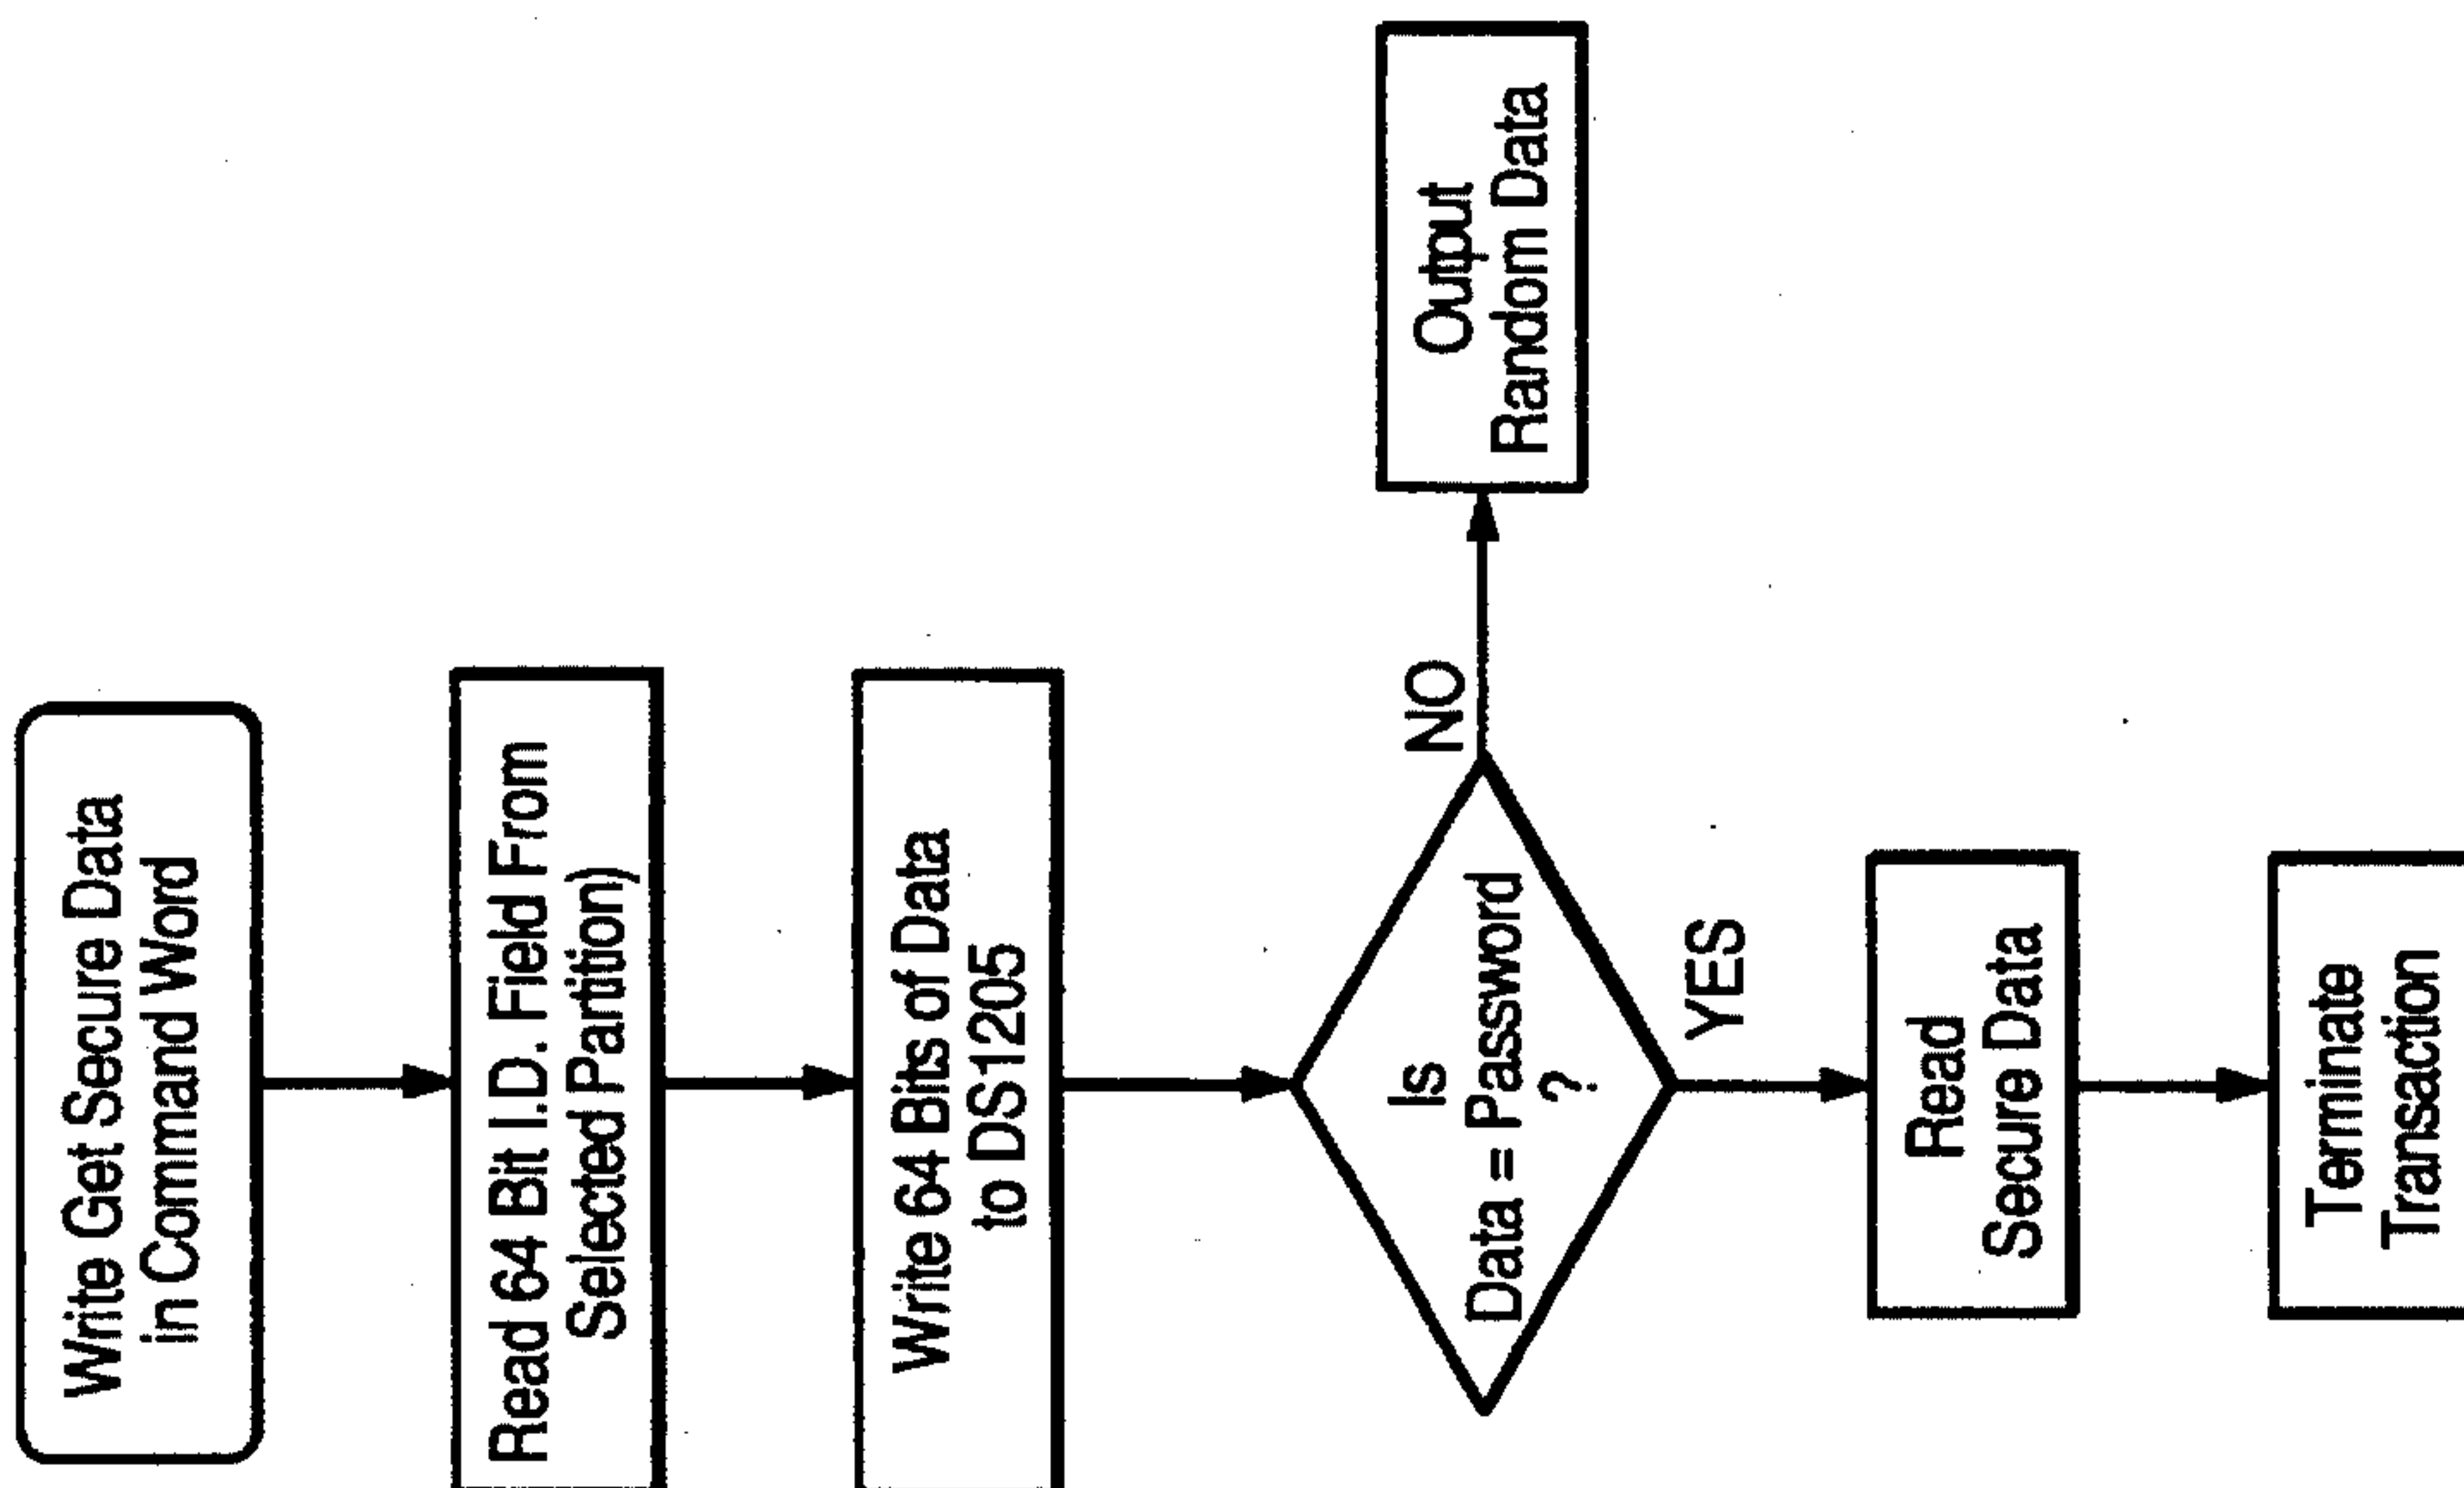 Write Get Secure Data
in Command Word
Read 64 Bit I.D. Field From
Selected Partition)
Write 64 Bits of Data
to DS1205
Is
Data = Password
?
NO
Output
Random Data
YES
Read
Secure Data
Terminate
Transaction